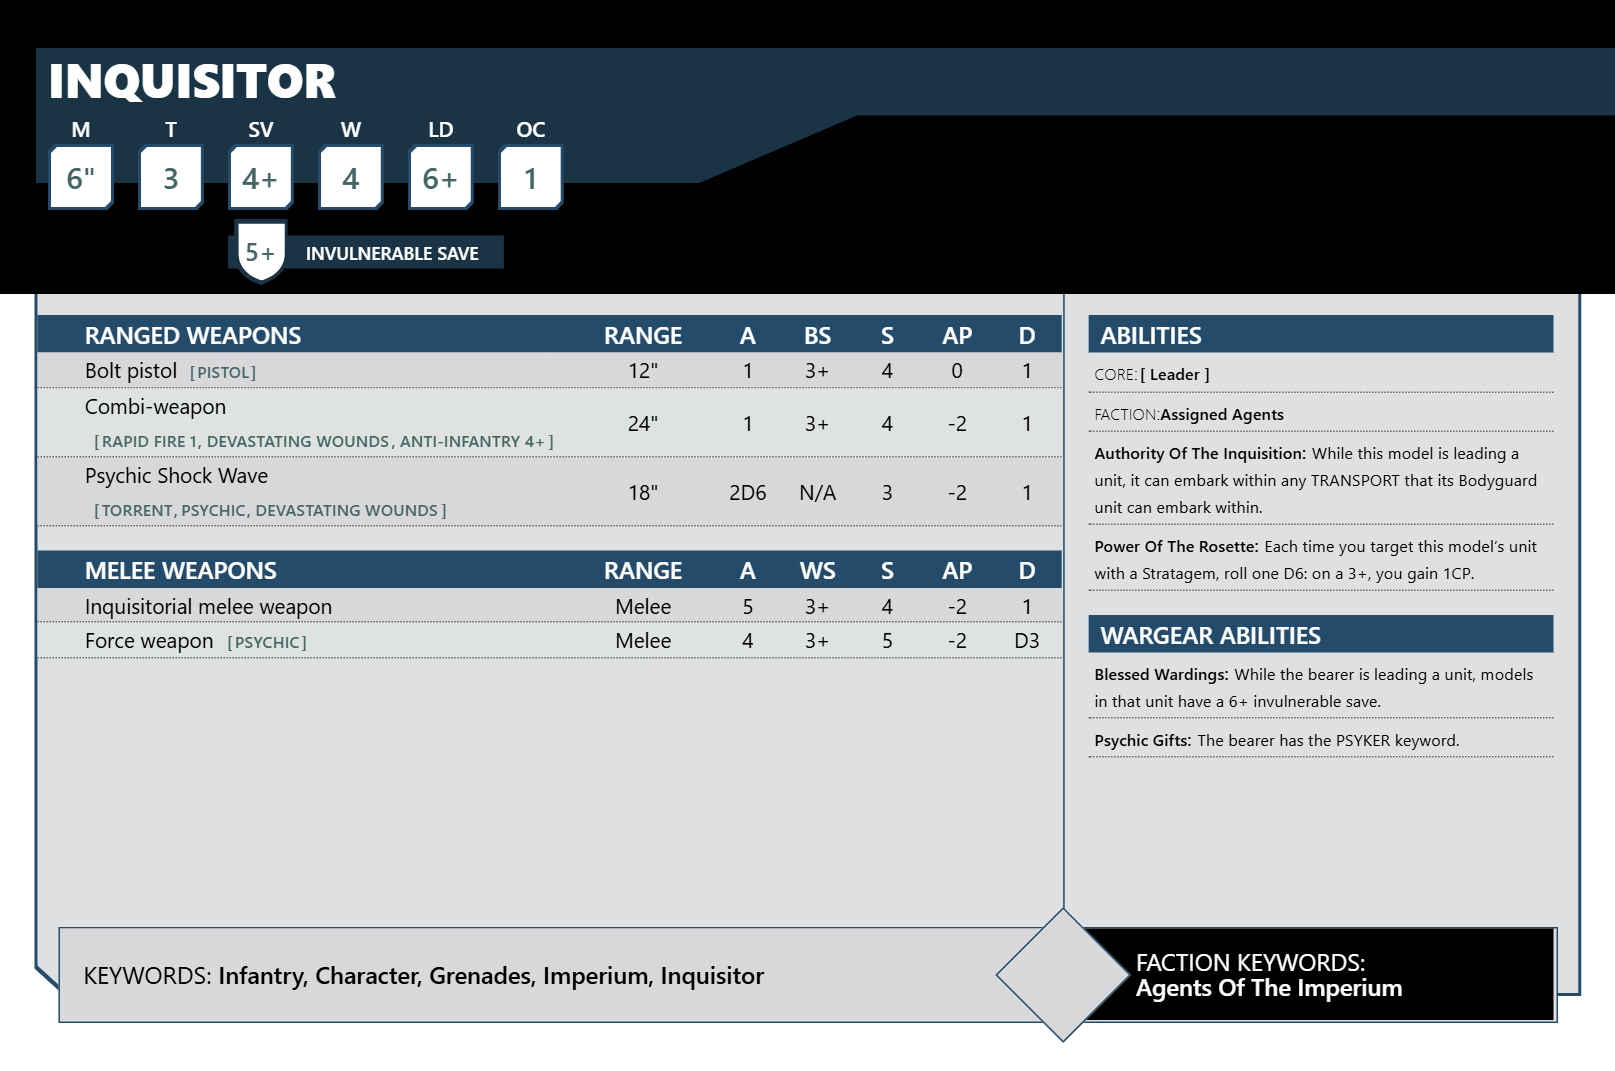 INQUISITOR
M T SV W LD OC
6" 3 4+ 4 6+ 1
5+ INVULNERABLE SAVE
RANGED WEAPONS RANGE A BS S AP D
Bolt pistol [PISTOL] 12" 1 3+ 4 0 1
Combi-weapon
[RAPID FIRE 1, DEVASTATING WOUNDS, ANTI-INFANTRY 4+] 24" 1 3+ 4 -2 1
Psychic Shock Wave
[TORRENT, PSYCHIC, DEVASTATING WOUNDS] 18" 2D6 N/A 3 -2 1
MELEE WEAPONS RANGE A WS S AP D
Inquisitorial melee weapon Melee 5 3+ 4 -2 1
Force weapon [PSYCHIC] Melee 4 3+ 5 -2 D3
ABILITIES
CORE:[ Leader ]
FACTION:Assigned Agents
Authority Of The Inquisition: While this model is leading a
unit, it can embark within any TRANSPORT that its Bodyguard
unit can embark within.
Power Of The Rosette: Each time you target this model's unit
with a Stratagem, roll one D6: on a 3+, you gain 1CP.
WARGEAR ABILITIES
Blessed Wardings: While the bearer is leading a unit, models
in that unit have a 6+ invulnerable save.
Psychic Gifts: The bearer has the PSYKER keyword.
KEYWORDS: Infantry, Character, Grenades, Imperium, Inquisitor
FACTION KEYWORDS:
Agents Of The Imperium